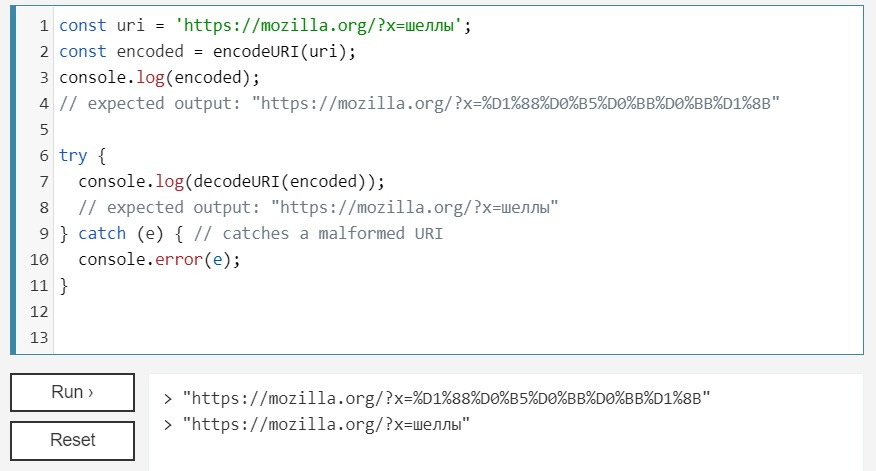 1 const uri = 'https://mozilla.org/?x=шеллы';
2 const encoded = encodeURI(uri);
3 console.log(encoded);
4 // expected output: "https://mozilla.org/?x=%D1%88%D0%B5%D0%BB%D0%BB%D1%8B"
5
6 try {
7   console.log(decodeURI(encoded));
8   // expected output: "https://mozilla.org/?x=шеллы"
9 } catch (e) { // catches a malformed URI
10   console.error(e);
11 }
12
13
Run ›
> "https://mozilla.org/?x=%D1%88%D0%B5%D0%BB%D0%BB%D1%8B"
> "https://mozilla.org/?x=шеллы"
Reset